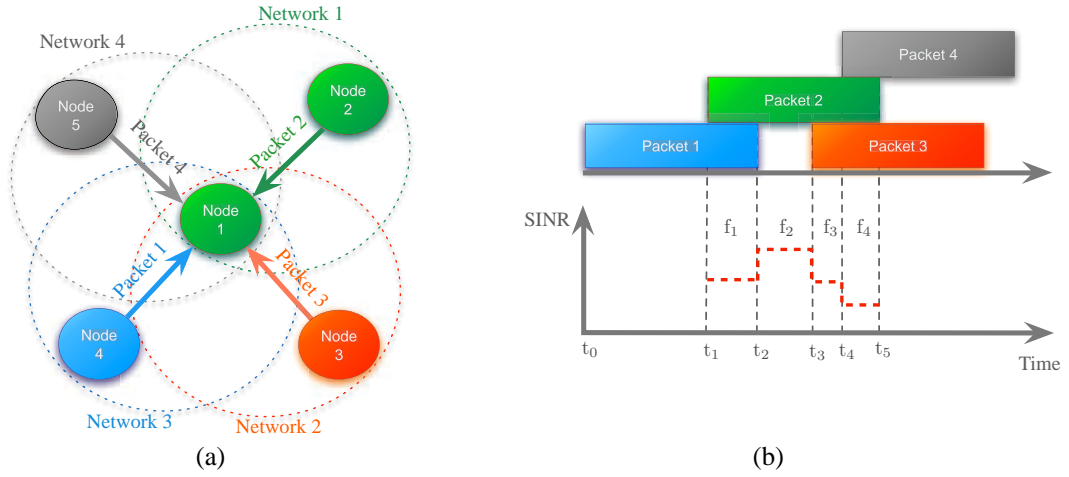 Network 1
Network 4
Node
5
Node
2
Packet 4
Packet 2
Node
1
Packet 1
Packet 3
Node
4
Node
3
Network 3
Network 2
(a)
Packet 4
Packet 2
Packet 1
Packet 3
SINR
f1 f2 f3 f4
t0 t1 t2 t3 t4 t5
Time
(b)